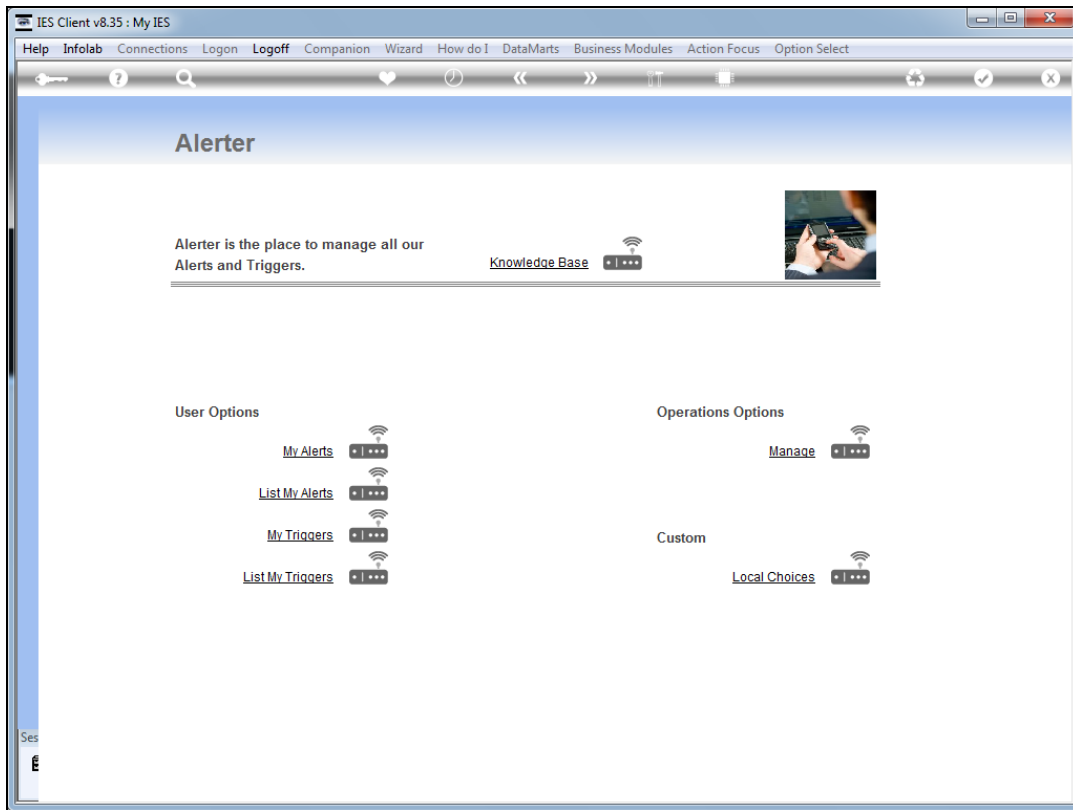 IES Client v8.35 : My IES
Help Infolab Connections Logon Logoff Companion Wizard How do I DataMarts Business Modules Action Focus Option Select
Alerter
Alerter is the place to manage all our
Alerts and Triggers.
Knowledge Base
User Options
My Alerts
List My Alerts
My Triggers
List My Triggers
Operations Options
Manage
Custom
Local Choices
Ses